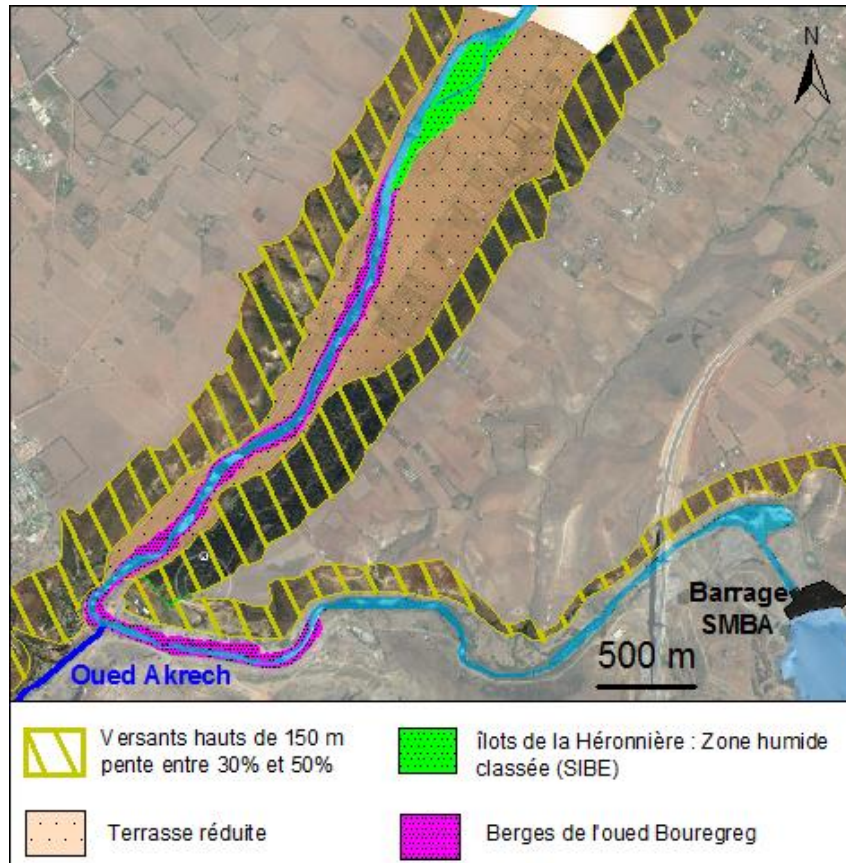 N
Barrage
SMBA
500 m
Oued Akrech
Versants hauts de 150 m
pente entre 30% et 50%
îlots de la Héronnière : Zone humide
classée (SIBE)
Terrasse réduite
Berges de l'oued Bouregreg